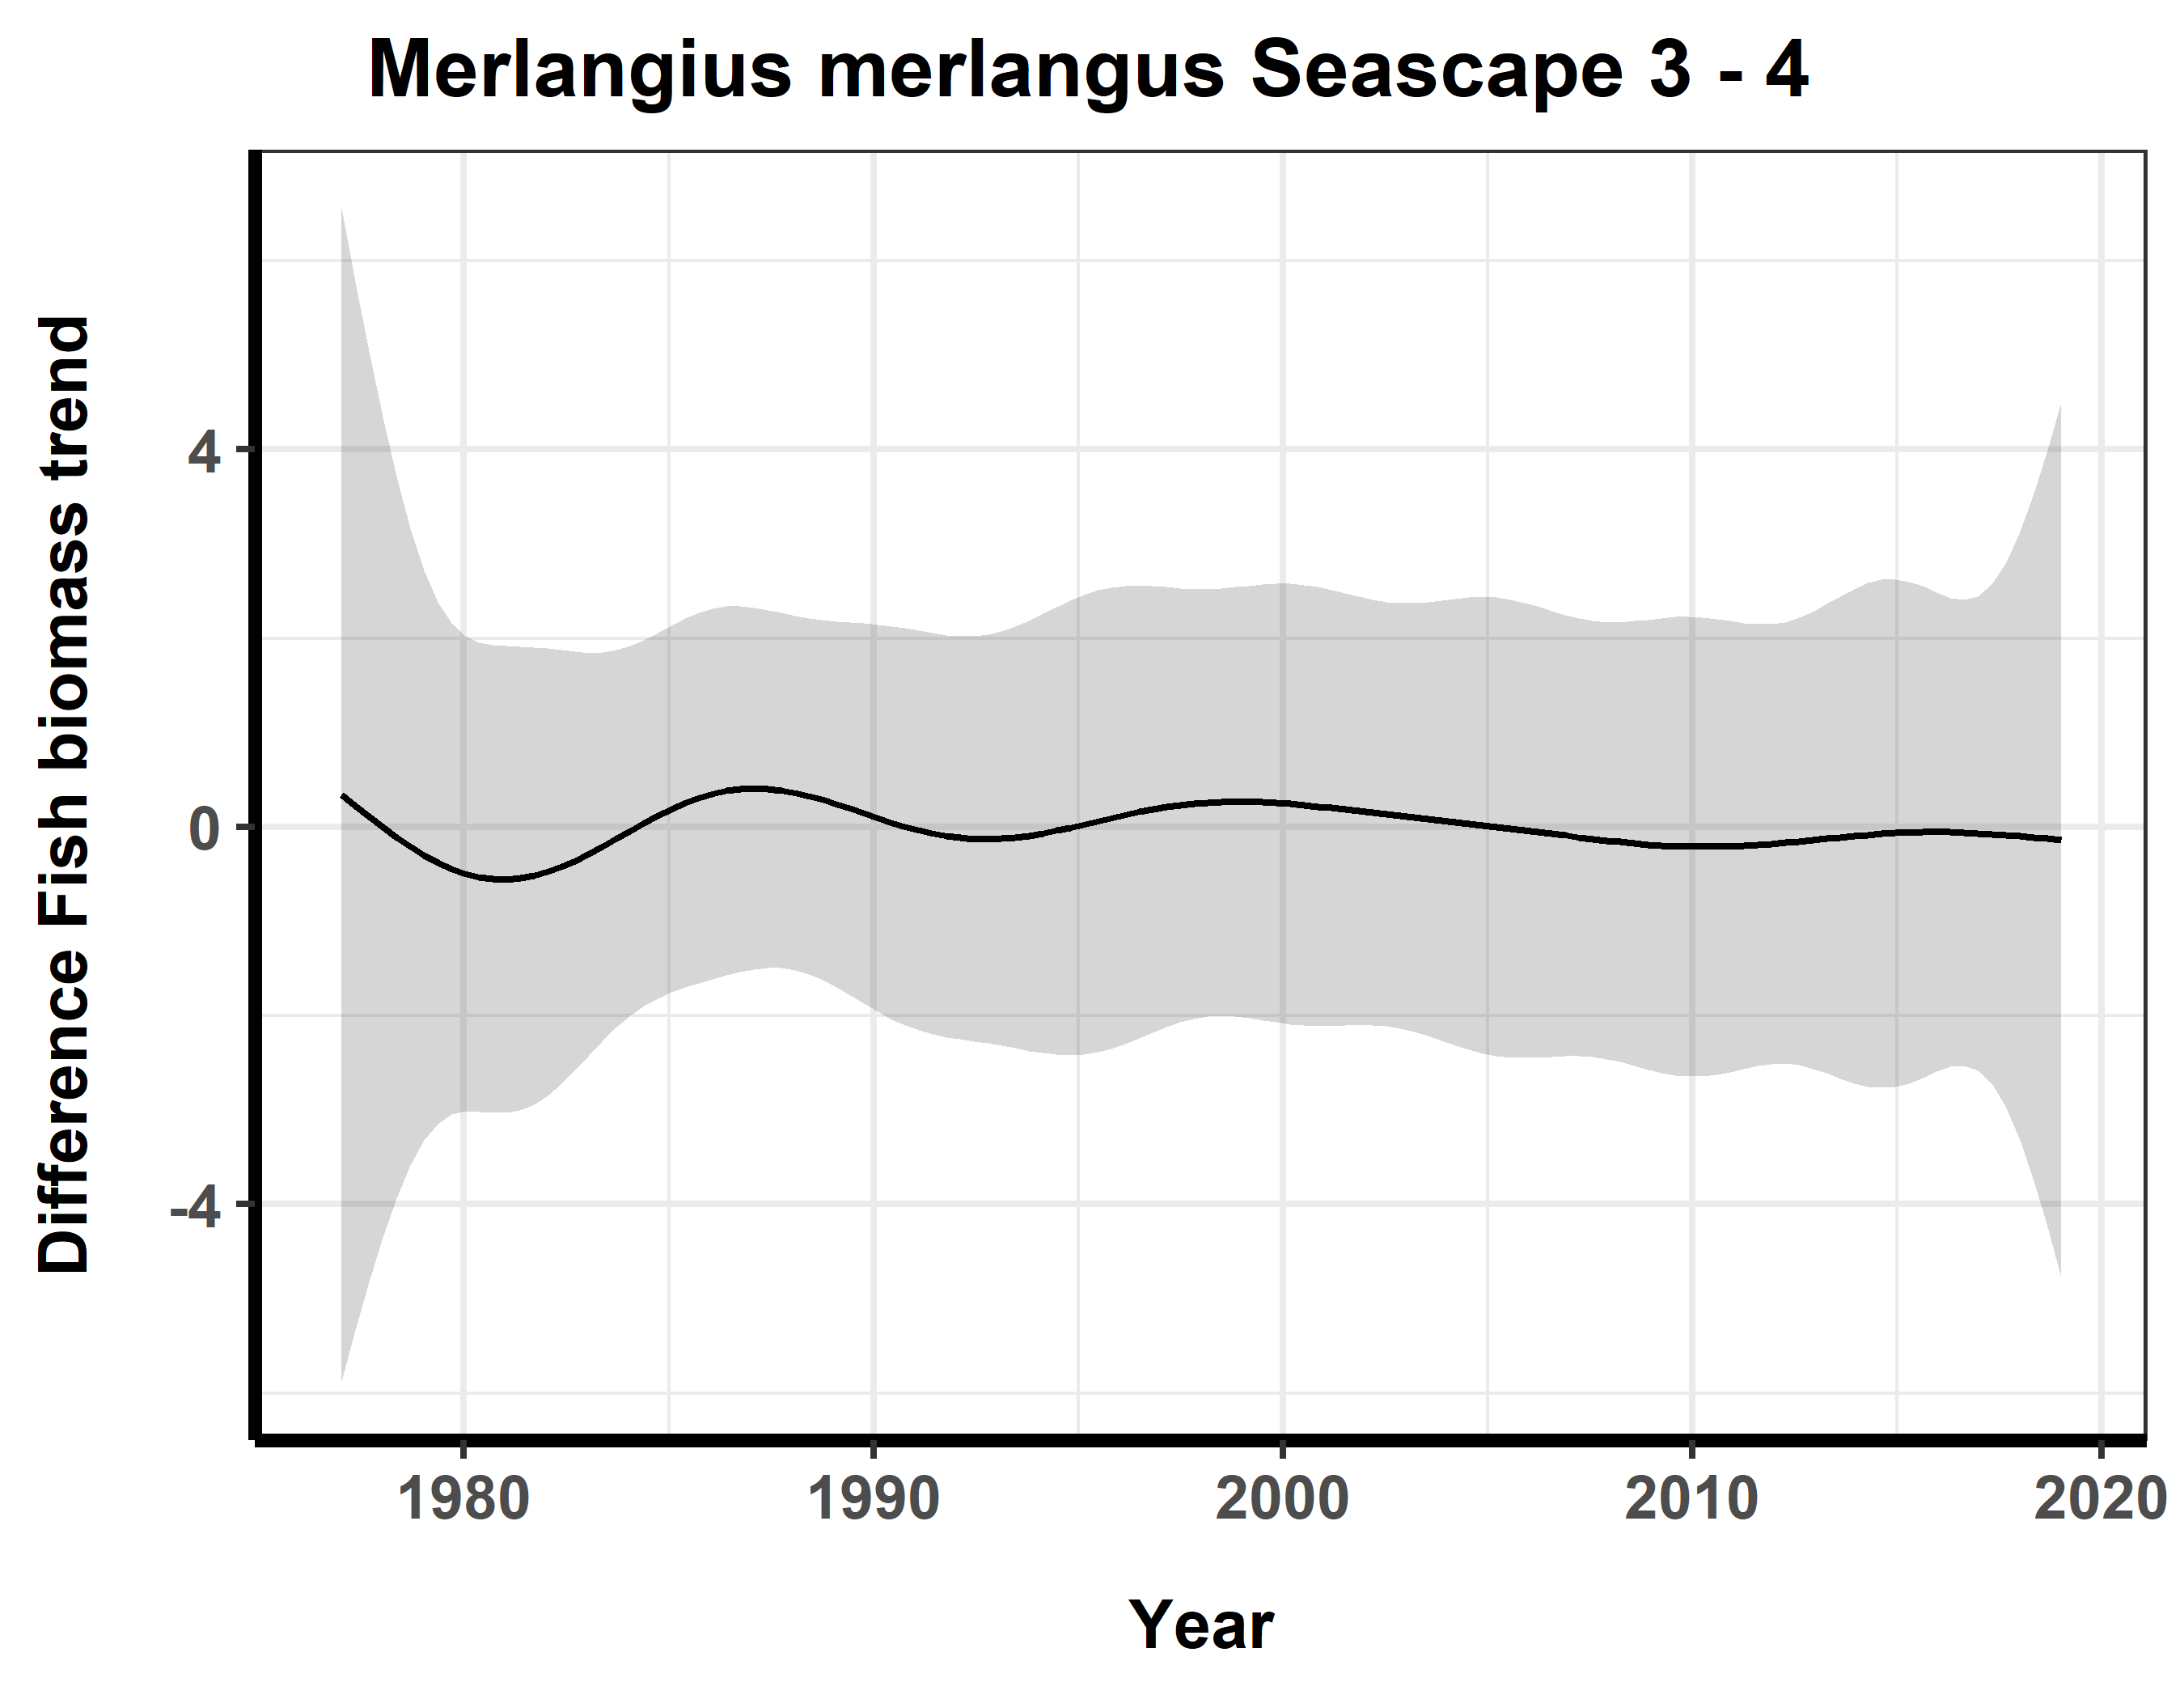 Merlangius merlangus Seascape 3 - 4
Difference Fish biomass trend
4
0
-4
1980
1990
2000
2010
2020
Year